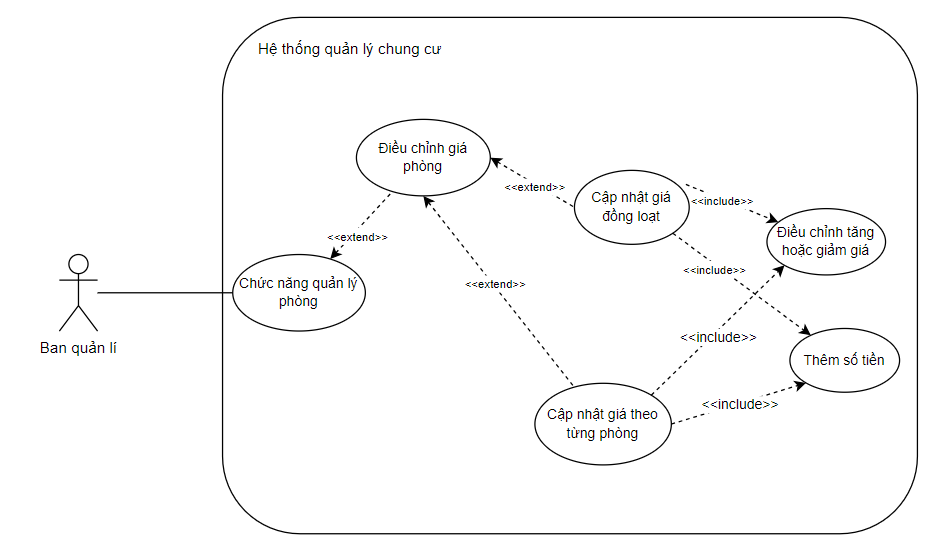 Hệ thống quản lý chung cư
Điều chỉnh giá
phòng
<<extend>>
Cập nhật giá
đồng loạt
<<include>>
Điều chỉnh tăng
hoặc giảm giá
<<extend>>
Chức năng quản lý
phòng
<<extend>>
<<include>>
<<include>>
Ban quản lí
Thêm số tiền
<<include>>
Cập nhật giá theo
từng phòng